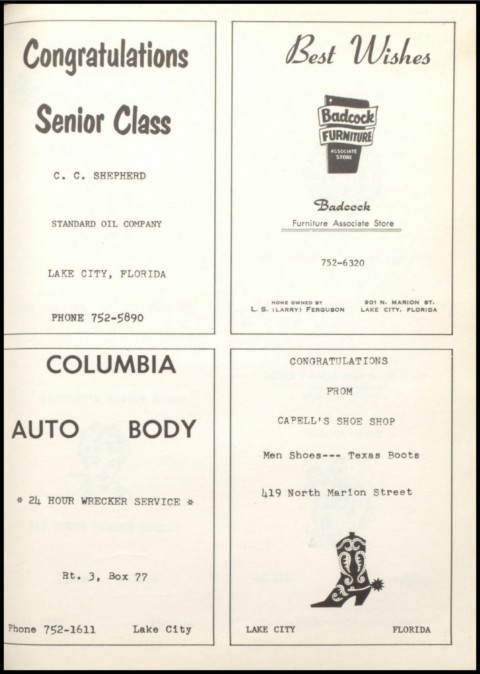 Congratulations
Senior Class
C. C. SHEPHERD
STANDARD OIL COMPANY
LAKE CITY, FLORIDA
PHONE 752-5890
Best Wishes
Badcock
FURNITURE
ASSOCIATE
STORE
Badcock
Furniture Associate Store
752-6320
HOME OWNED BY
L. S. (LARRY) FERGUSON
901 N. MARION ST.
LAKE CITY, FLORIDA
COLUMBIA
AUTO BODY
* 24 HOUR WRECKER SERVICE *
Rt. 3, Box 77
Phone 752-1611 Lake City
CONGRATULATIONS
FROM
CAPELL'S SHOE SHOP
Men Shoes--- Texas Boots
419 North Marion Street
LAKE CITY FLORIDA